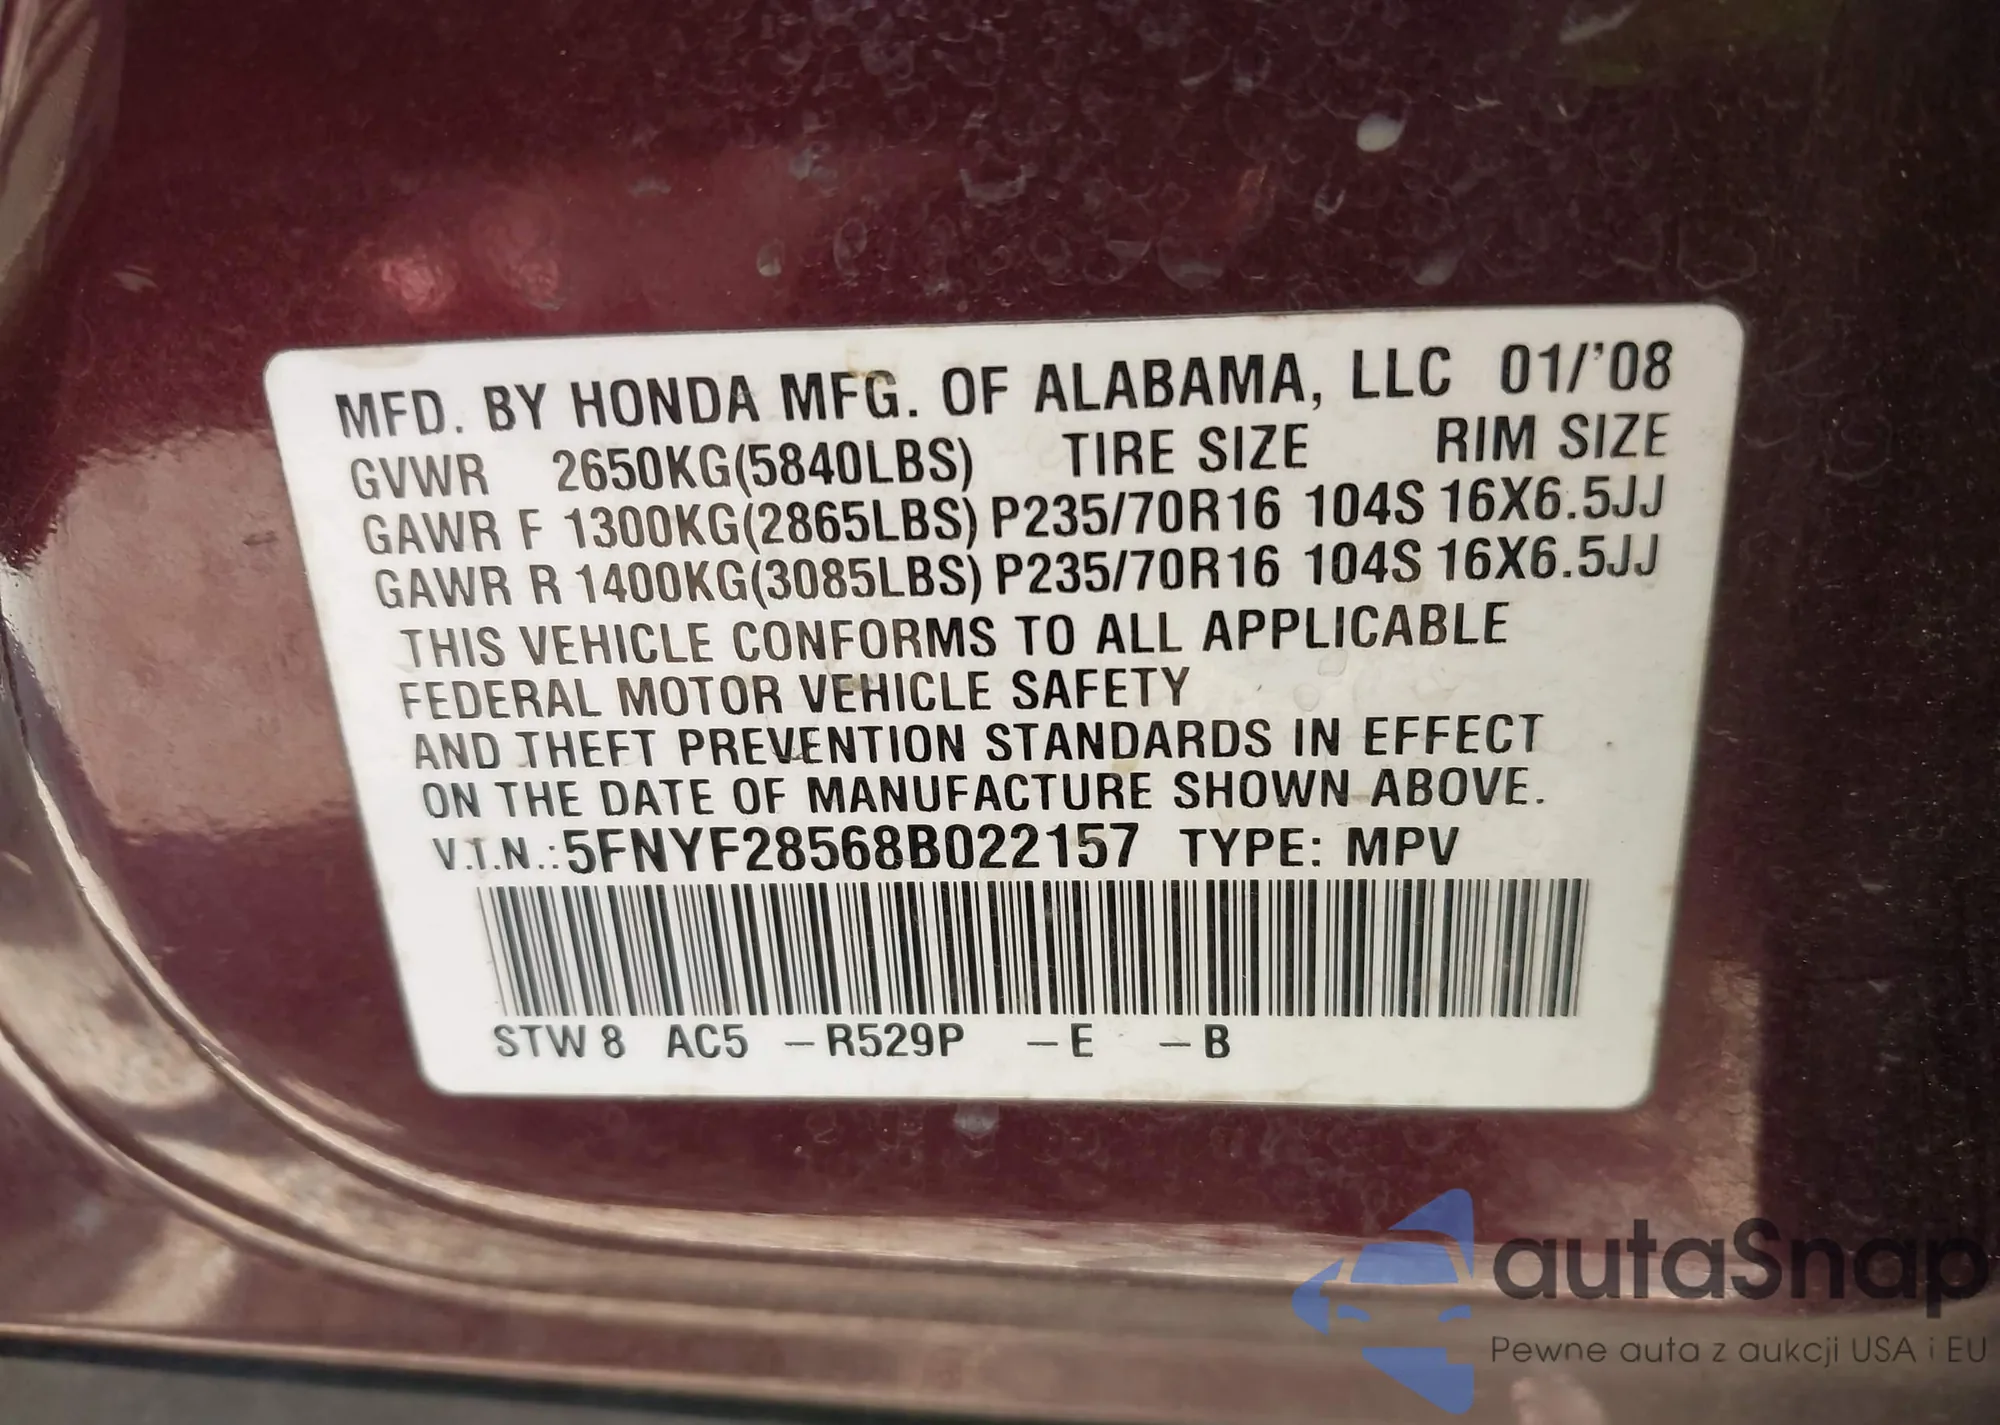 MFD. BY HONDA MFG. OF ALABAMA, LLC 01/'08
GVWR 2650KG(5840LBS) TIRE SIZE RIM SIZE
GAWR F 1300KG(2865LBS) P235/70R16 104S 16X6.5JJ
GAWR R 1400KG(3085LBS) P235/70R16 104S 16X6.5JJ
THIS VEHICLE CONFORMS TO ALL APPLICABLE
FEDERAL MOTOR VEHICLE SAFETY
AND THEFT PREVENTION STANDARDS IN EFFECT
ON THE DATE OF MANUFACTURE SHOWN ABOVE.
V.I.N.: 5FNYF28568B022157 TYPE: MPV
STW 8 AC5 – R529P – E – B
autaSnap
Pewne auta z aukcji USA i EU